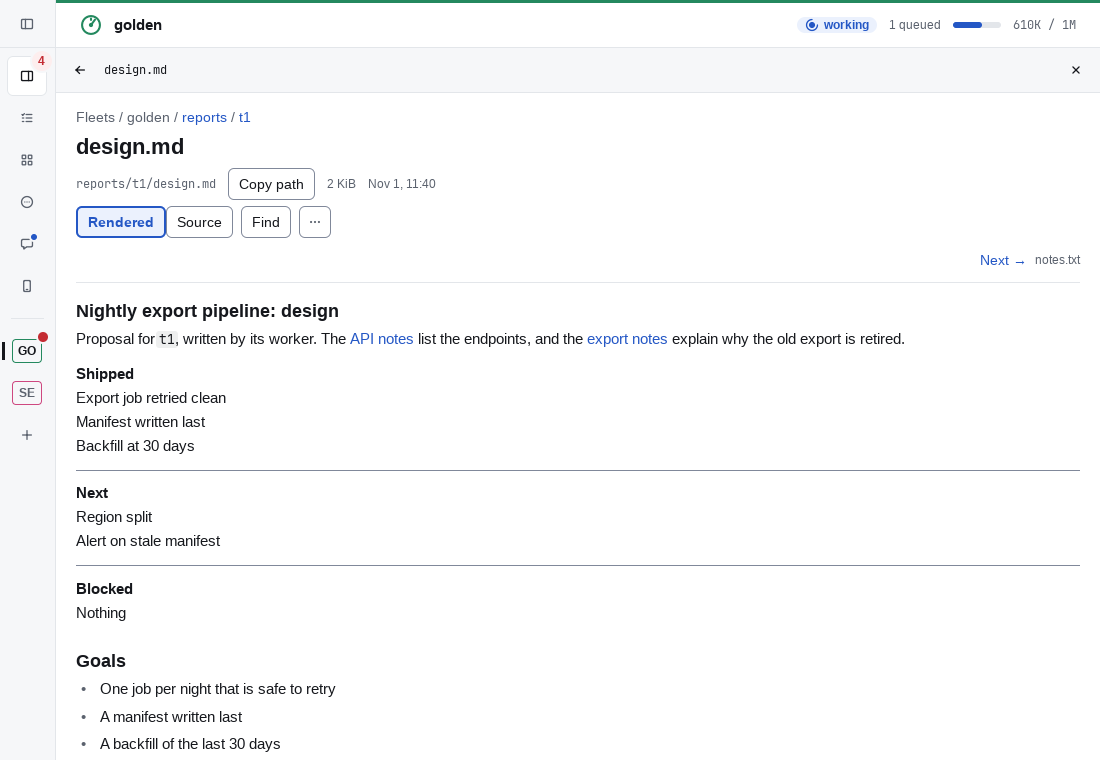 golden
working
1 queued
610K / 1M
4
design.md
Fleets / golden / reports / t1
design.md
reports/t1/design.md
Copy path
2 KiB
Nov 1, 11:40
Rendered
Source
Find
Next →
notes.txt
Nightly export pipeline: design
Proposal for t1, written by its worker. The API notes list the endpoints, and the export notes explain why the old export is retired.
Shipped
Export job retried clean
Manifest written last
Backfill at 30 days
Next
Region split
Alert on stale manifest
Blocked
Nothing
Goals
• One job per night that is safe to retry
• A manifest written last
• A backfill of the last 30 days
GO
SE